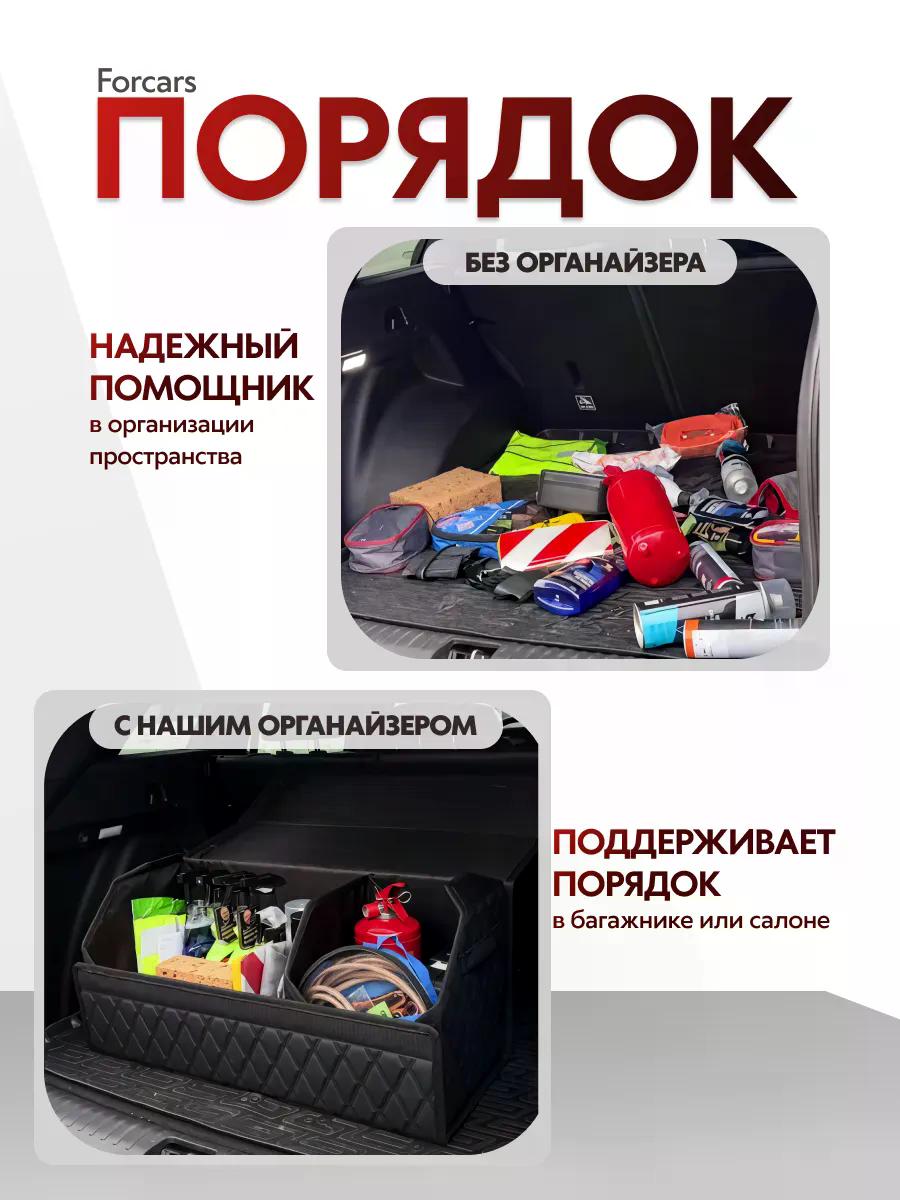 Forcars
ПОРЯДОК
БЕЗ ОРГАНАЙЗЕРА
НАДЕЖНЫЙ
ПОМОЩНИК
в организации
пространства
С НАШИМ ОРГАНАЙЗЕРОМ
ПОДДЕРЖИВАЕТ
ПОРЯДОК
в багажнике или салоне